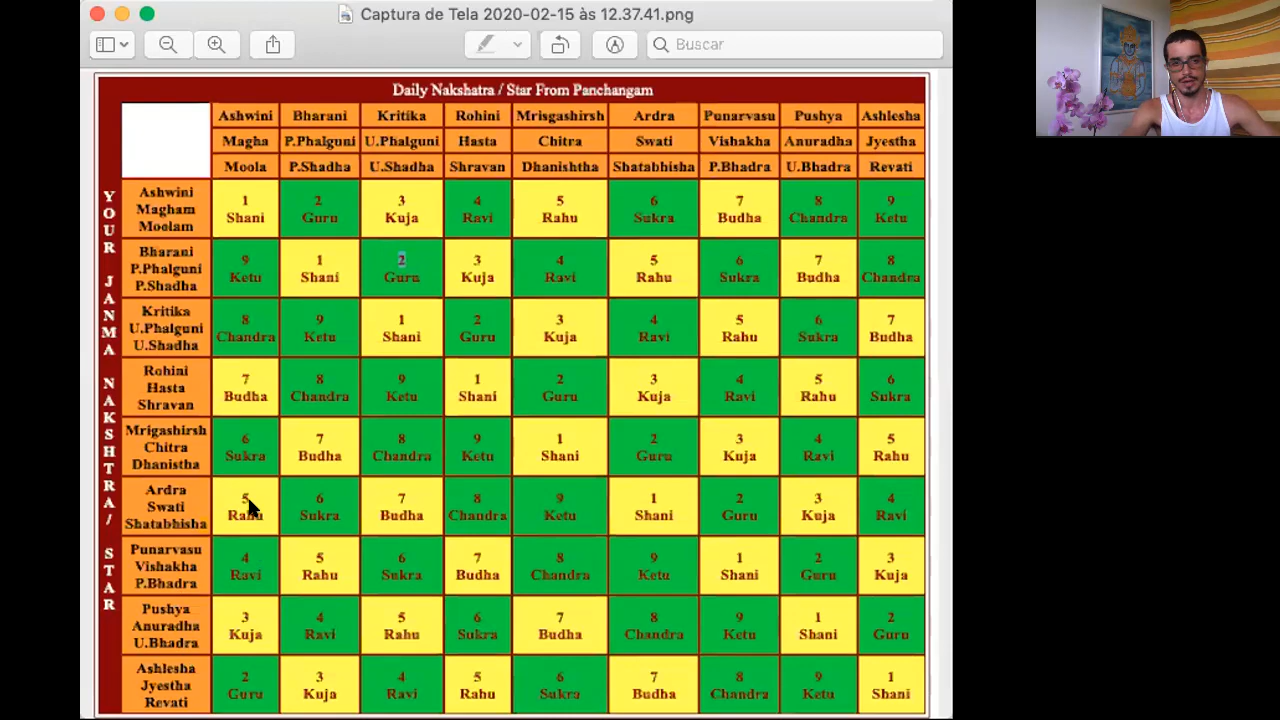 Captura de Tela 2020-02-15 às 12.37.41.png
Buscar
Daily Nakshatra / Star From Panchangam
Ashwini Bharani Kritika Rohini Mrisgashirsh Ardra Punarvasu Pushya Ashlesha
Magha P.Phalguni U.Phalguni Hasta Chitra Swati Vishakha Anuradha Jyestha
Moola P.Shadha U.Shadha Shravan Dhanishtha Shatabbisha P.Bhadra U.Bhadra Revati
YOUR JANMA NAKSHTRA / STAR
Ashwini
Magham
Moolam
1 2 3 4 5 6 7 8 9
Shani Guru Kuja Ravi Rahu Sukra Budha Chandra Ketu
Bharani
P.Phalguni
P.Shadha
9 1 2 3 4 5 6 7 8
Ketu Shani Guru Kuja Ravi Rahu Sukra Budha Chandra
Kritika
U.Phalguni
U.Shadha
8 9 1 2 3 4 5 6 7
Chandra Ketu Shani Guru Kuja Ravi Rahu Sukra Budha
Rohini
Hasta
Shravan
7 8 9 1 2 3 4 5 6
Budha Chandra Ketu Shani Guru Kuja Ravi Rahu Sukra
Mrigashirsh
Chitra
Dhanistha
6 7 8 9 1 2 3 4 5
Sukra Budha Chandra Ketu Shani Guru Kuja Ravi Rahu
Ardra
Swati
Shatabhisha
5 6 7 8 9 1 2 3 4
Rahu Sukra Budha Chandra Ketu Shani Guru Kuja Ravi
Punarvasu
Vishakha
P.Bhadra
4 5 6 7 8 9 1 2 3
Ravi Rahu Sukra Budha Chandra Ketu Shani Guru Kuja
Pushya
Anuradha
U.Bhadra
3 4 5 6 7 8 9 1 2
Kuja Ravi Rahu Sukra Budha Chandra Ketu Shani Guru
Ashlesha
Jyestha
Revati
2 3 4 5 6 7 8 9 1
Guru Kuja Ravi Rahu Sukra Budha Chandra Ketu Shani